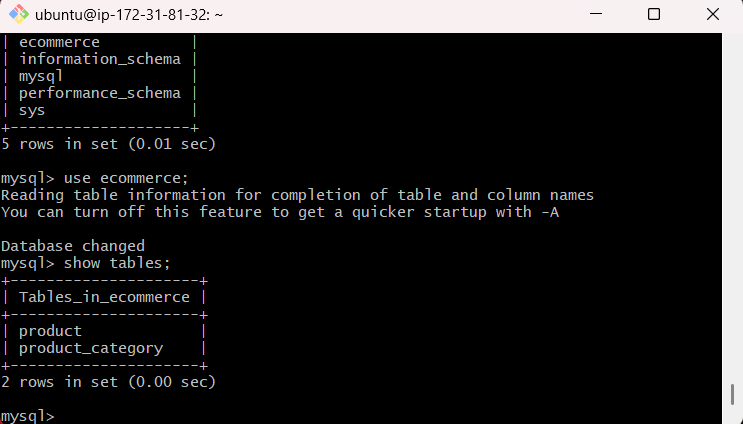 ubuntu@ip-172-31-81-32: ~
| ecommerce          |
| information_schema |
| mysql              |
| performance_schema |
| sys                |
+--------------------+
5 rows in set (0.01 sec)

mysql> use ecommerce;
Reading table information for completion of table and column names
You can turn off this feature to get a quicker startup with -A

Database changed
mysql> show tables;
+---------------------+
| Tables_in_ecommerce |
+---------------------+
| product             |
| product_category    |
+---------------------+
2 rows in set (0.00 sec)

mysql>